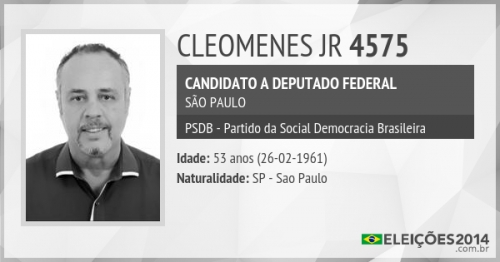 CLEOMENES JR 4575
CANDIDATO A DEPUTADO FEDERAL
SÃO PAULO
PSDB - Partido da Social Democracia Brasileira
Idade: 53 anos (26-02-1961)
Naturalidade: SP - Sao Paulo
ELEIÇÕES2014
.com.br